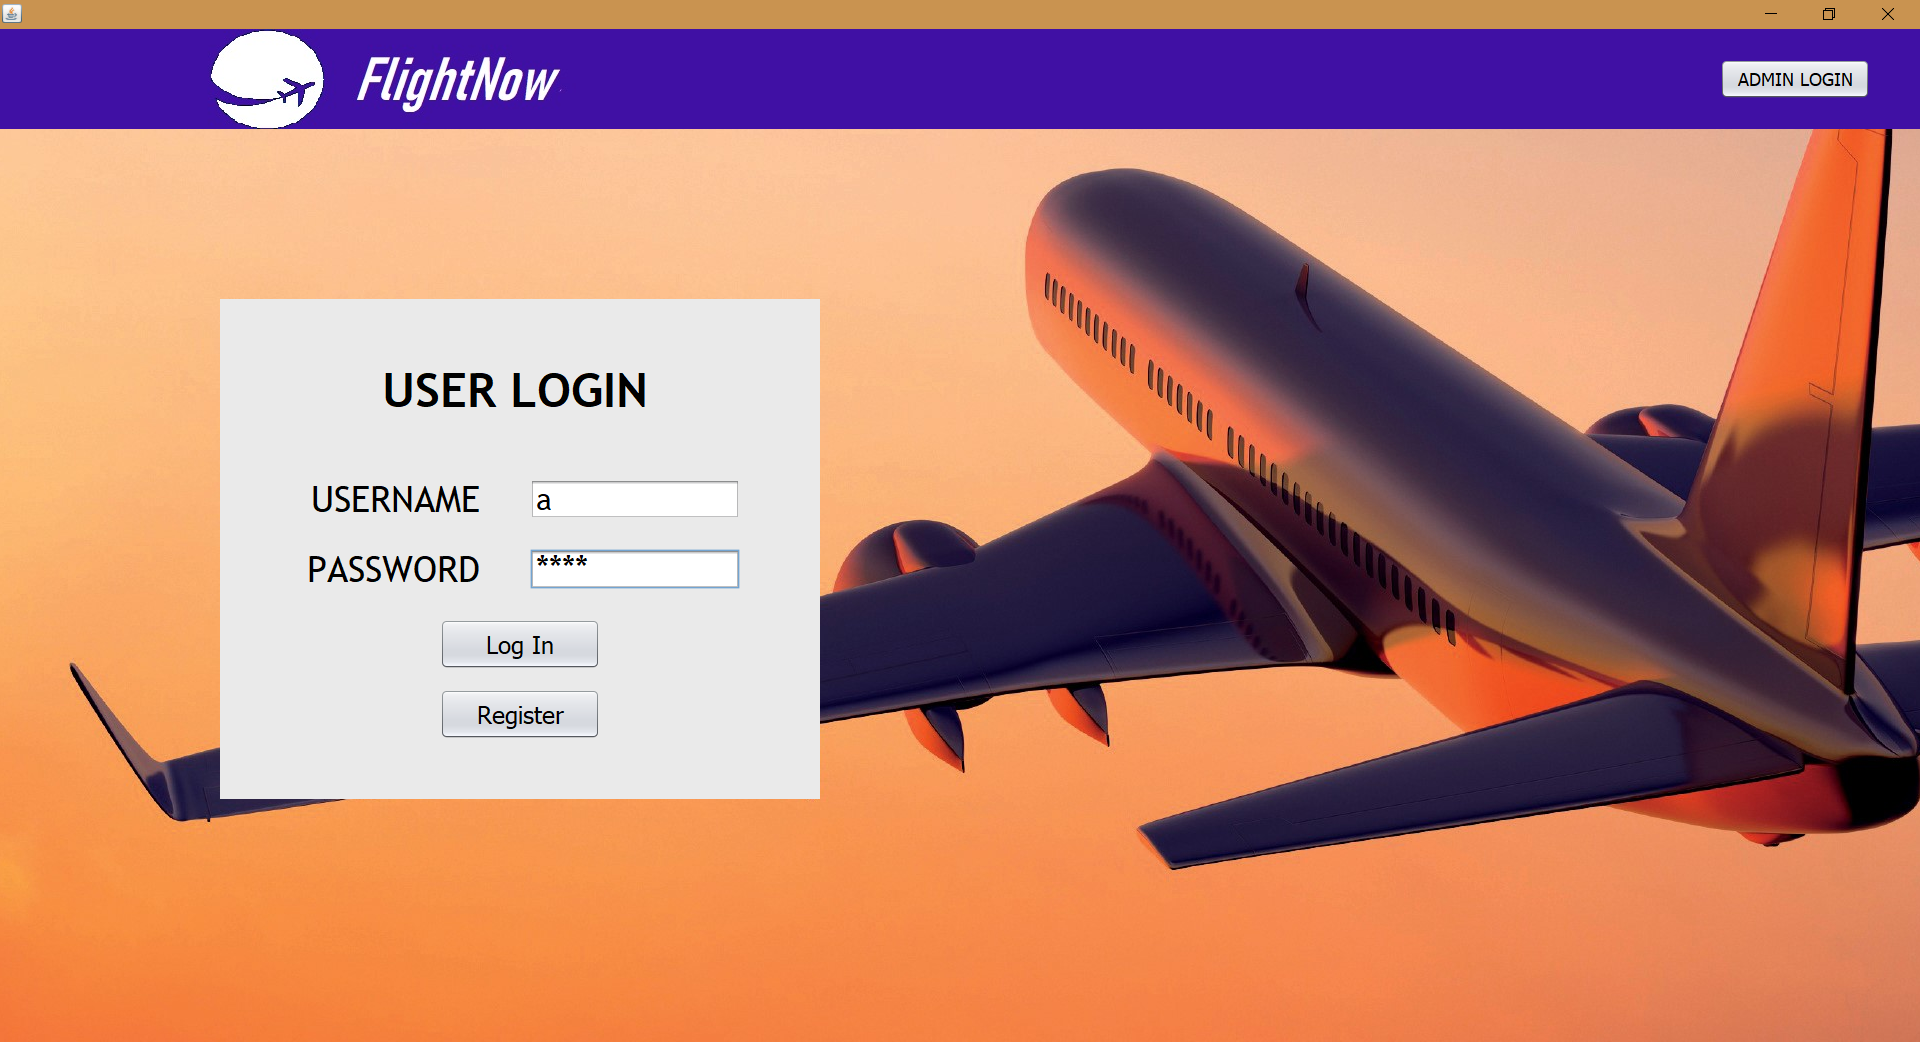 FlightNow
ADMIN LOGIN
USER LOGIN
USERNAME a
PASSWORD ****
Log In
Register